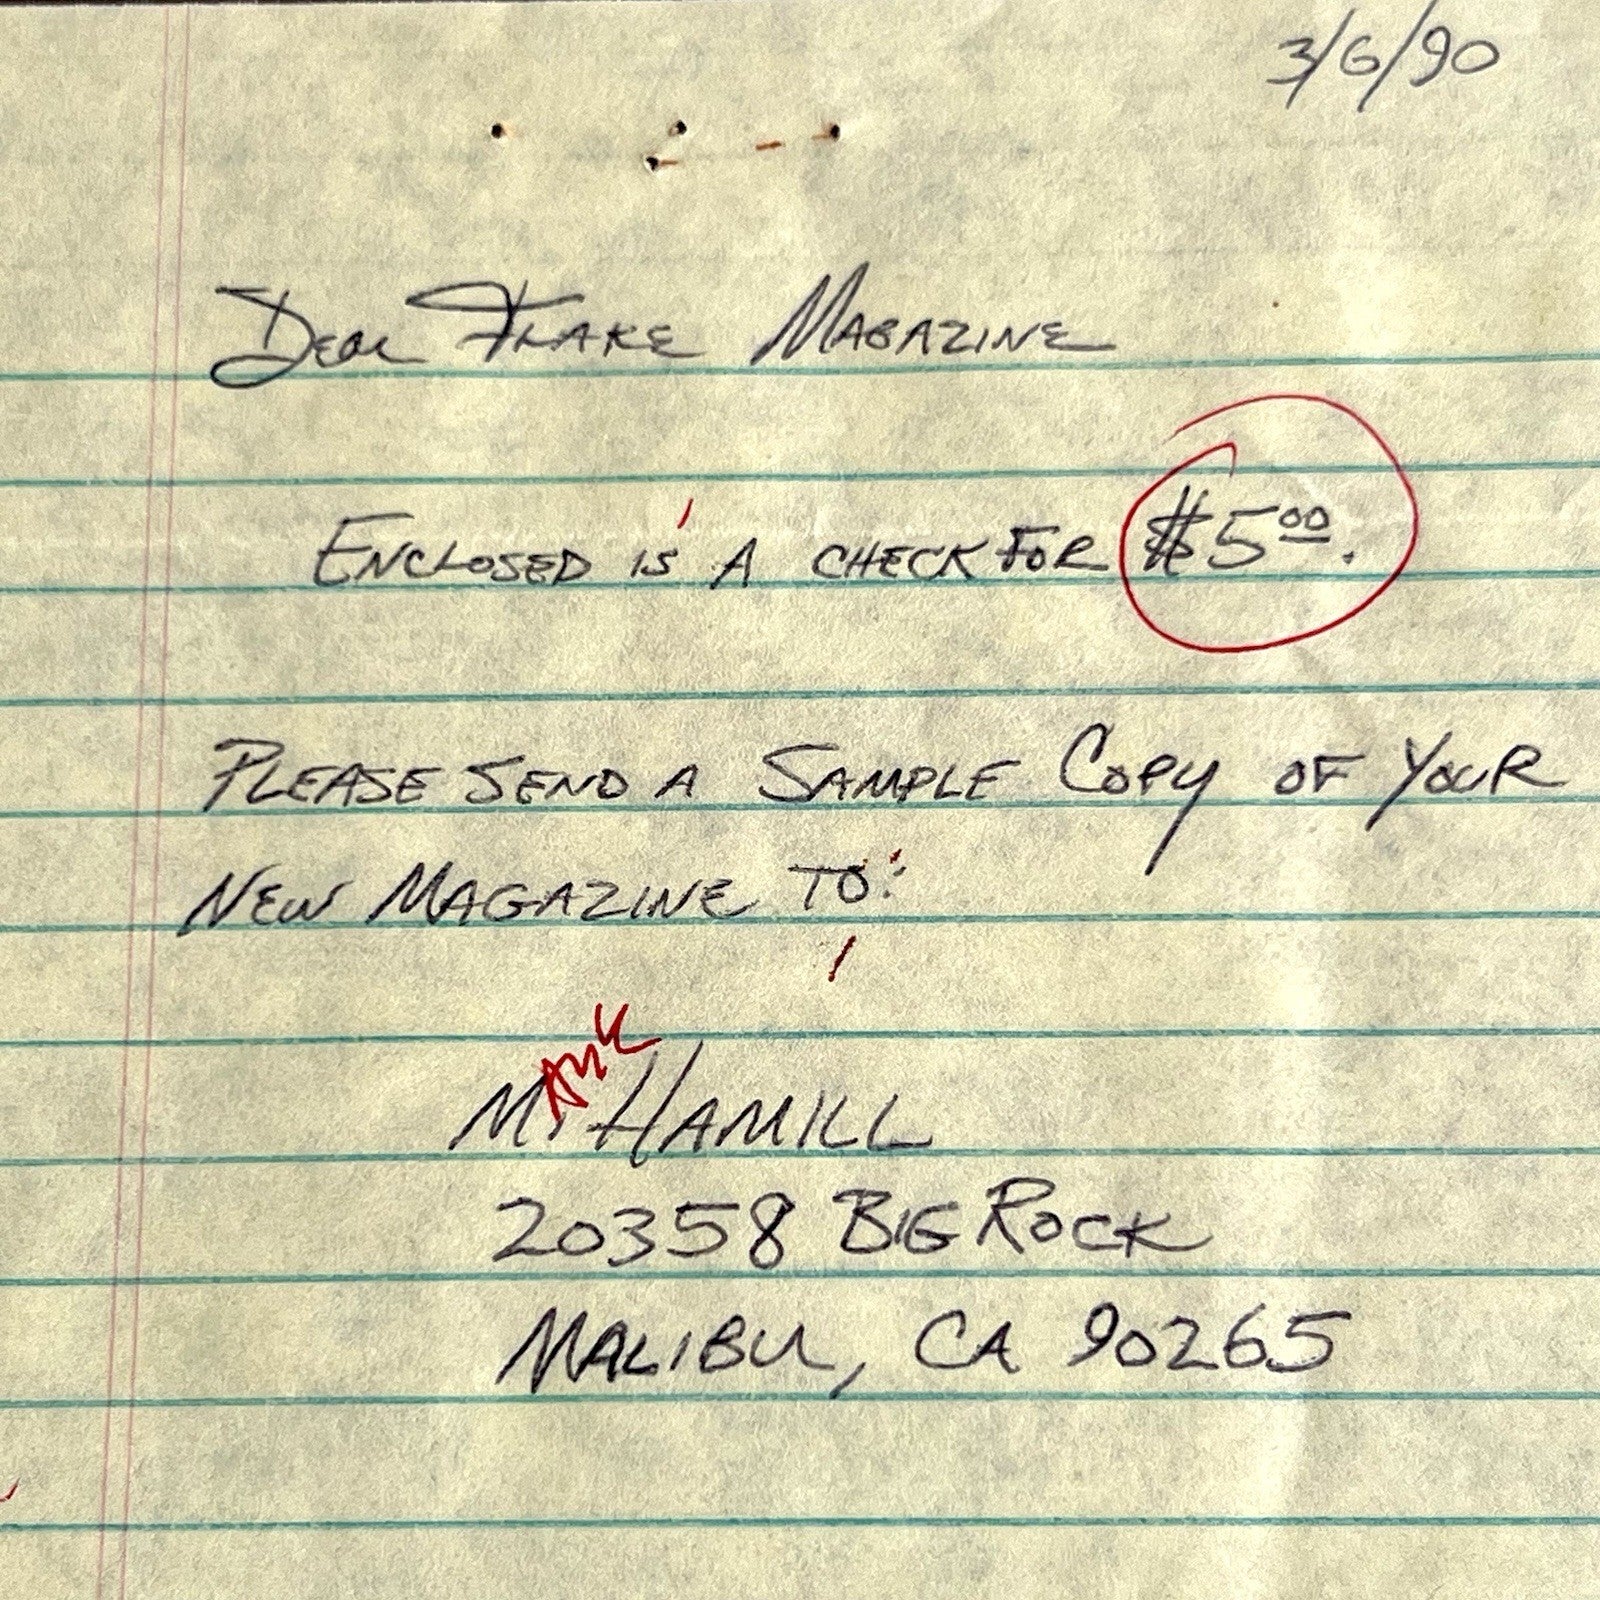 3/6/90
Dear Flake Magazine
Enclosed is A check for $5.00.
Please send a Sample Copy of your
New Magazine to:
Mark
M. Hamill
20358 Big Rock
Malibu, CA 90265